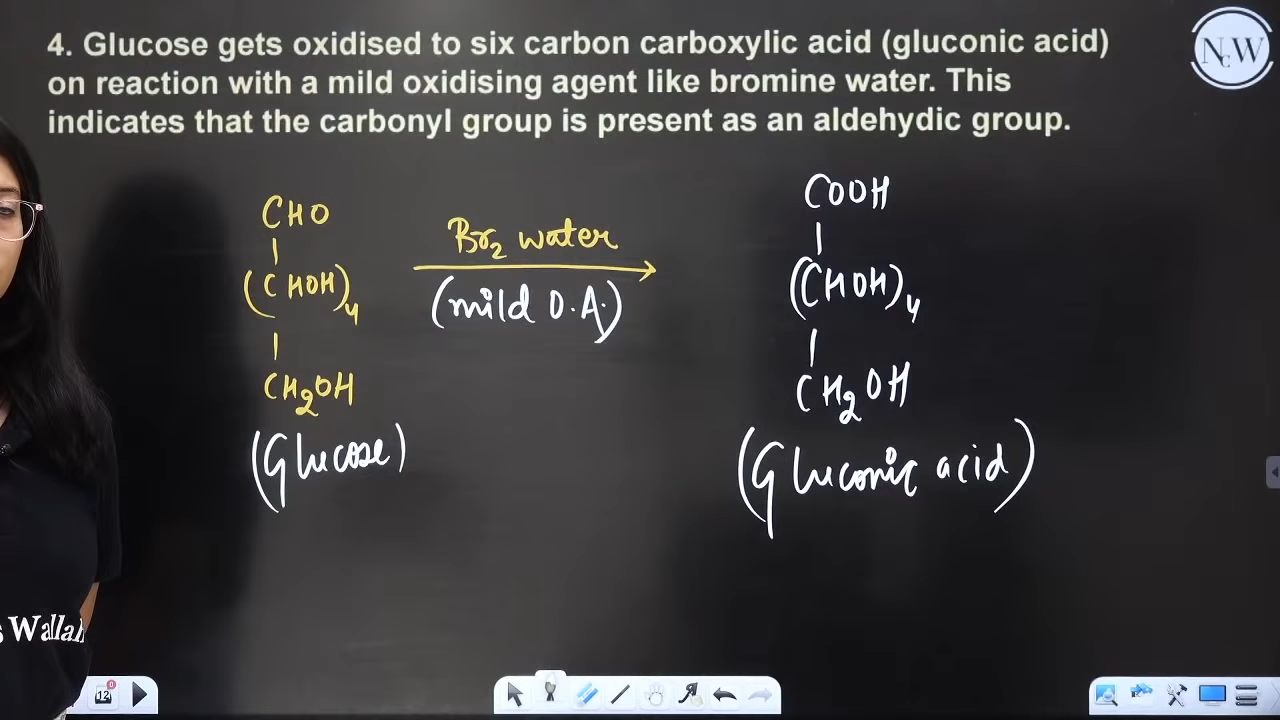 4. Glucose gets oxidised to six carbon carboxylic acid (gluconic acid)
on reaction with a mild oxidising agent like bromine water. This
indicates that the carbonyl group is present as an aldehydic group.
NcW
CHO
(CHOH)4
CH2OH
(Glucose)
Br2 water
(mild O.A.)
COOH
(CHOH)4
CH2OH
(Gluconic acid)
s Wallah
12